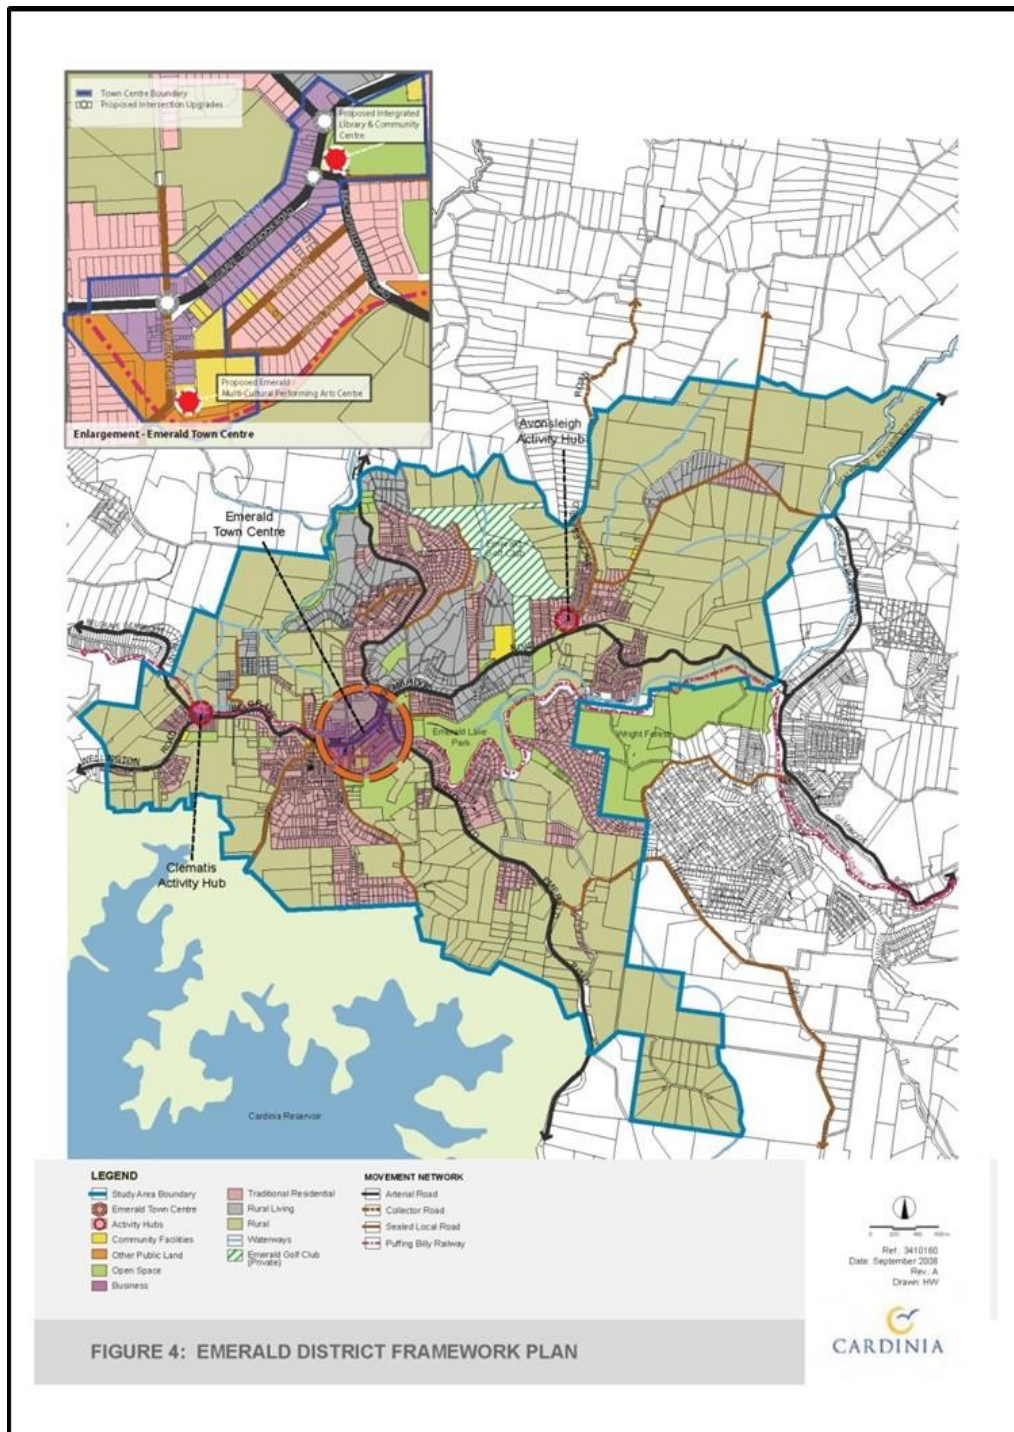 Town Centre Boundary
Proposed Intersection Upgrades
Proposed Intergrated
Library & Community
Centre
Proposed Emerald
Multi-Cultural Performing Arts Centre
Enlargement - Emerald Town Centre
Avonsleigh
Activity Hub
ROAD
Emerald
Town Centre
Emerald Lake
Park
Wright Forest
WELLINGTON
ROAD
Clematis
Activity Hub
Cardinia Reservoir
LEGEND
Study Area Boundary
Emerald Town Centre
Activity Hubs
Community Facilities
Other Public Land
Open Space
Business
Traditional Residential
Rural Living
Rural
Waterways
Emerald Golf Club
(Private)
MOVEMENT NETWORK
Arterial Road
Collector Road
Sealed Local Road
Puffing Billy Railway
Ref.: 3410160
Date: September 2008
Rev.: A
Drawn: HW
FIGURE 4: EMERALD DISTRICT FRAMEWORK PLAN
CARDINIA